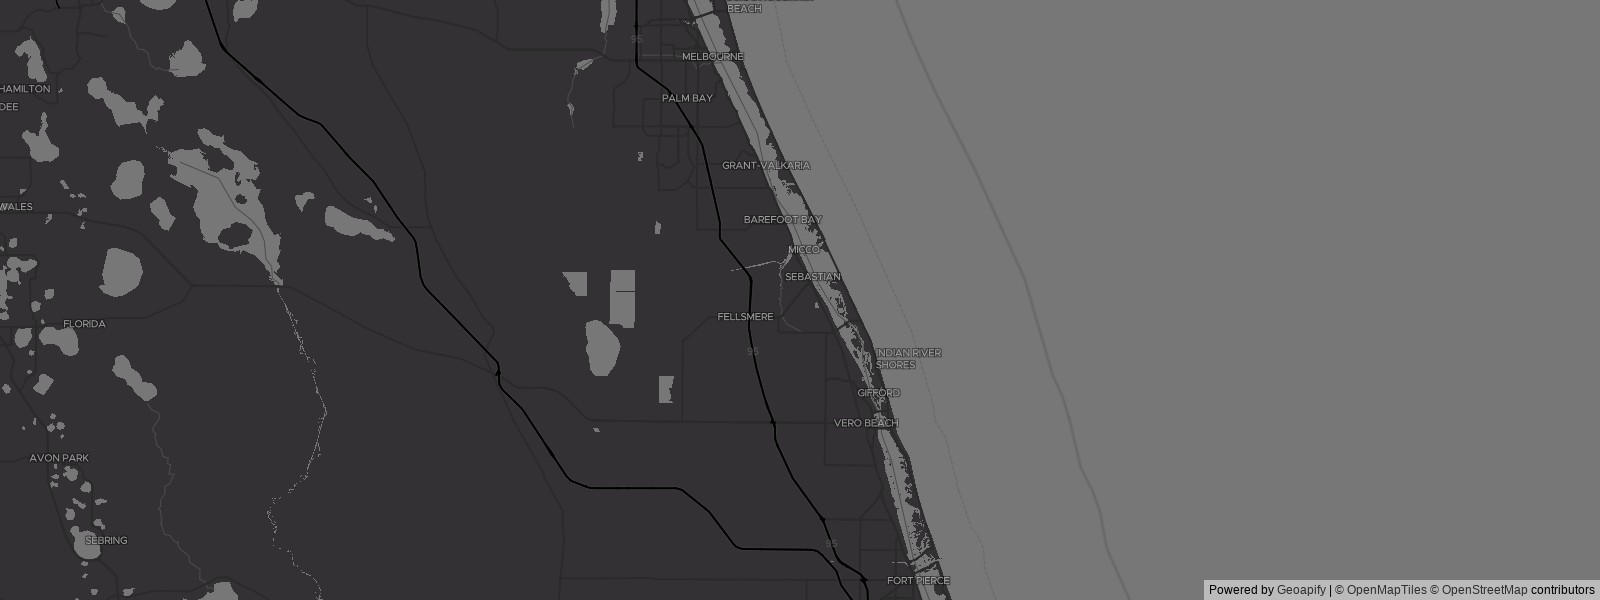 BEACH
95
MELBOURNE
HAMILTON
PALM BAY
DEE
GRANT-VALKARIA
WALES
BAREFOOT BAY
MICCO
SEBASTIAN
FELLSMERE
FLORIDA
95
INDIAN RIVER
SHORES
GIFFORD
VERO BEACH
AVON PARK
SEBRING
95
FORT PIERCE
Powered by Geoapify | © OpenMapTiles © OpenStreetMap contributors